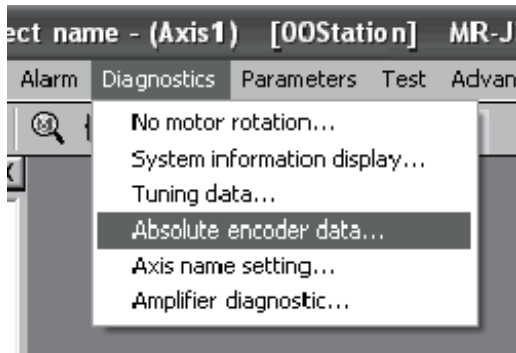 ect name - (Axis1) [00Station] MR-J
Alarm Diagnostics Parameters Test Advan
No motor rotation...
System information display...
Tuning data...
Absolute encoder data...
Axis name setting...
Amplifier diagnostic...